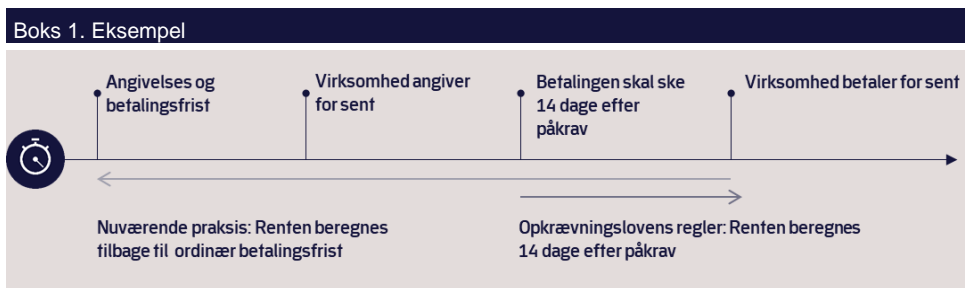 Boks 1. Eksempel
Angivelses og
betalingsfrist
Virksomhed angiver
for sent
Betalingen skal ske
14 dage efter
påkrav
Virksomhed betaler for sent
Nuværende praksis: Renten beregnes
tilbage til ordinær betalingsfrist
Opkrævningslovens regler: Renten beregnes
14 dage efter påkrav